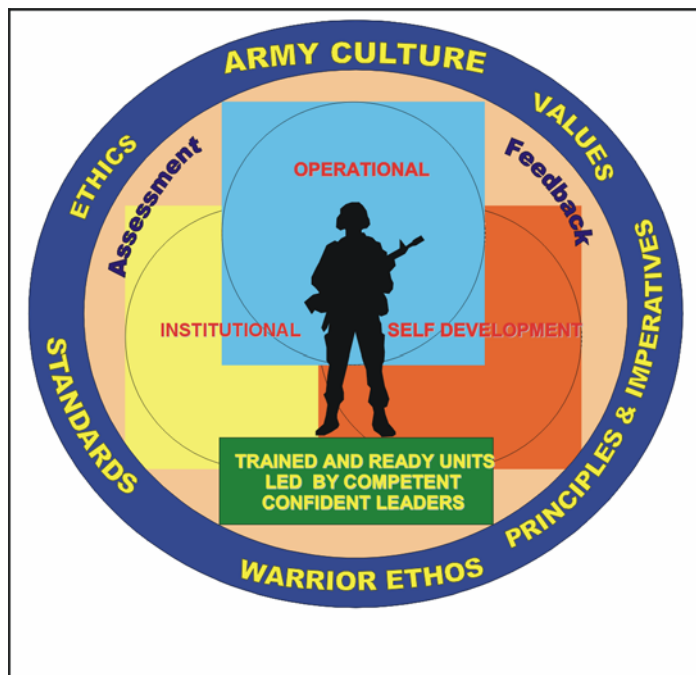 ARMY CULTURE
ETHICS
VALUES
Assessment
Feedback
OPERATIONAL
INSTITUTIONAL
SELF DEVELOPMENT
STANDARDS
PRINCIPLES & IMPERATIVES
TRAINED AND READY UNITS
LED BY COMPETENT
CONFIDENT LEADERS
WARRIOR ETHOS